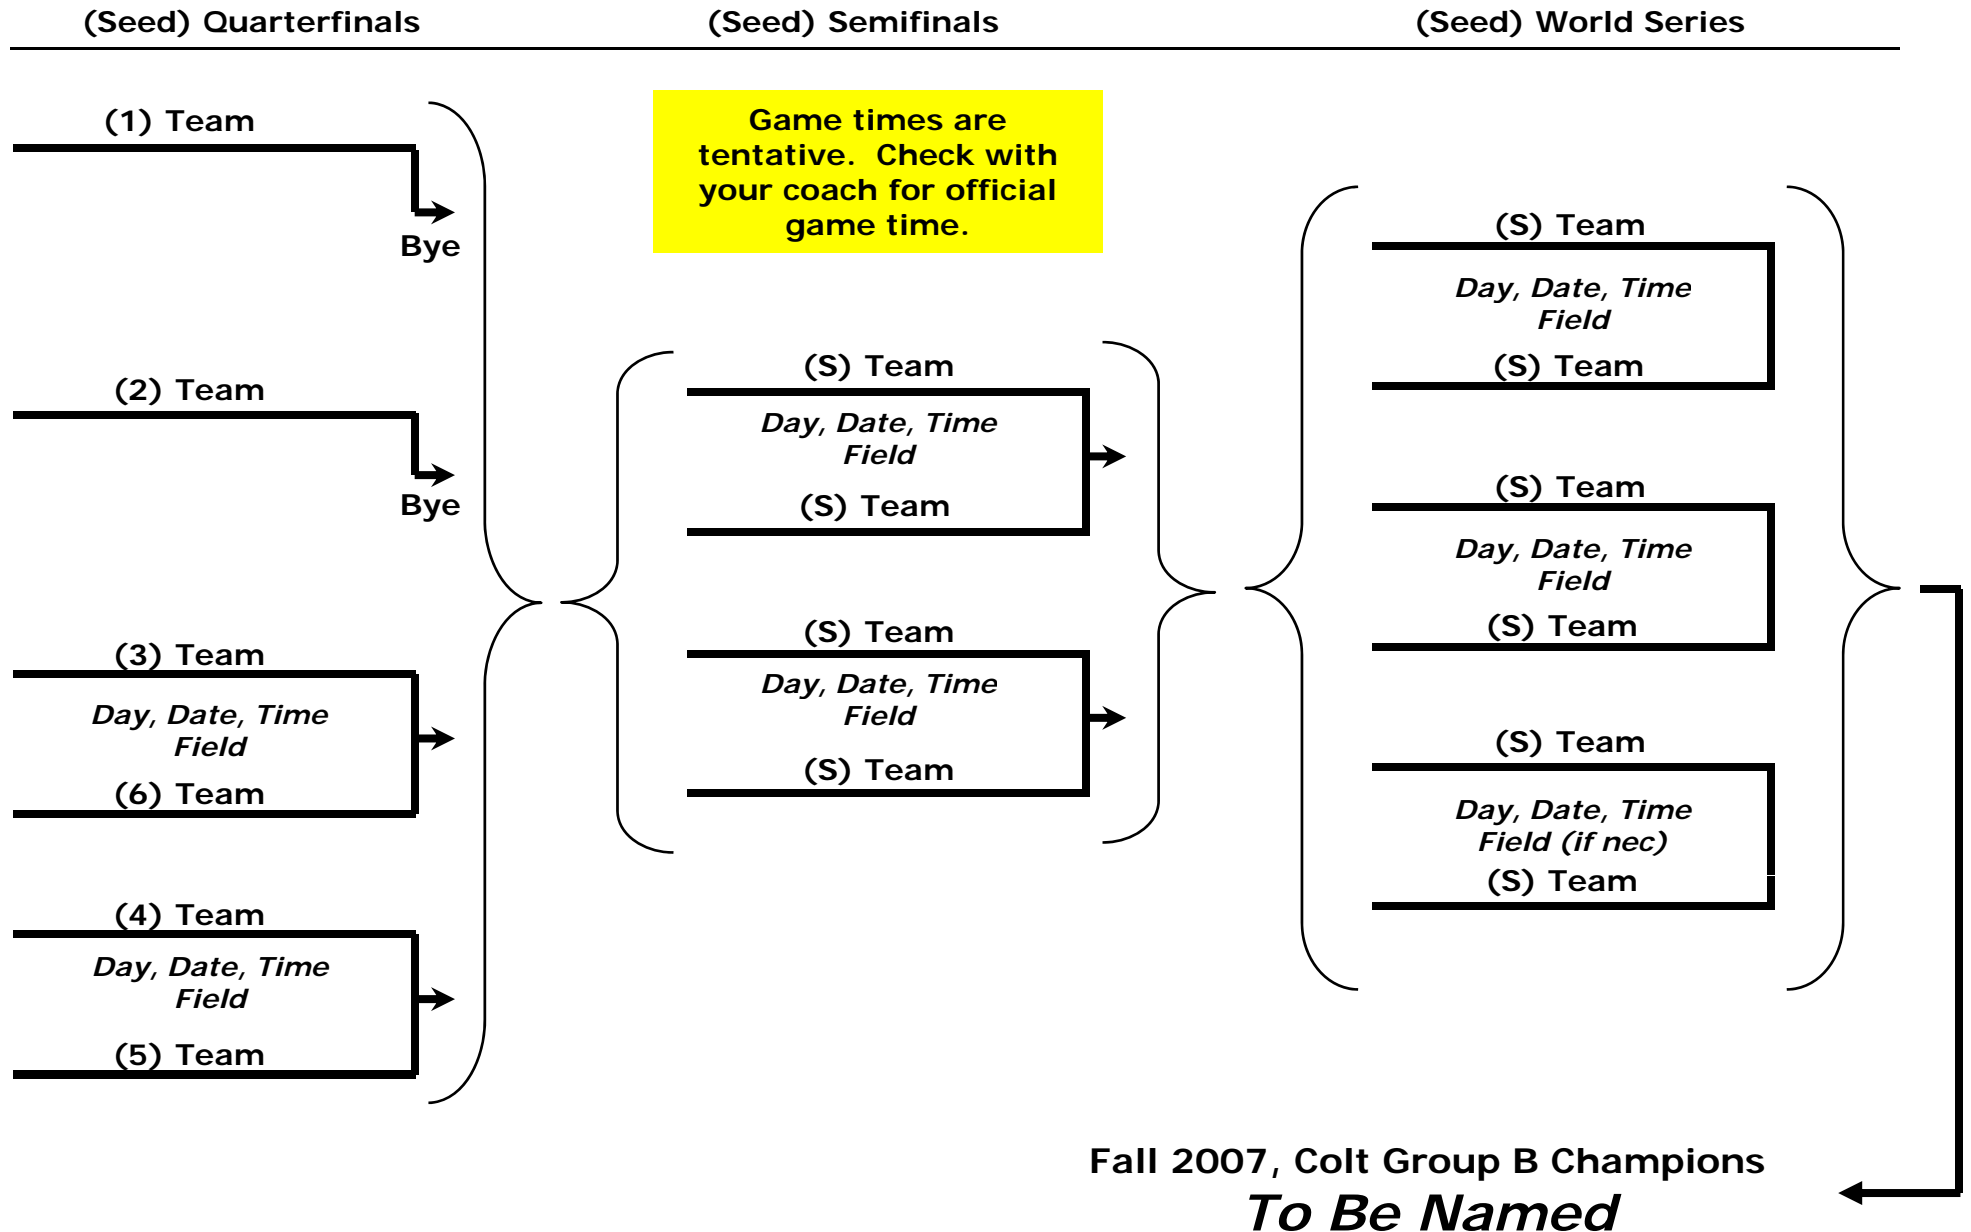 (Seed) Quarterfinals
(Seed) Semifinals
(Seed) World Series
(1) Team
Bye
(2) Team
Bye
(3) Team
Day, Date, Time
Field
(6) Team
(4) Team
Day, Date, Time
Field
(5) Team
Game times are
tentative.  Check with
your coach for official
game time.
(S) Team
Day, Date, Time
Field
(S) Team
(S) Team
Day, Date, Time
Field
(S) Team
(S) Team
Day, Date, Time
Field
(S) Team
(S) Team
Day, Date, Time
Field
(S) Team
(S) Team
Day, Date, Time
Field (if nec)
(S) Team
Fall 2007, Colt Group B Champions
To Be Named